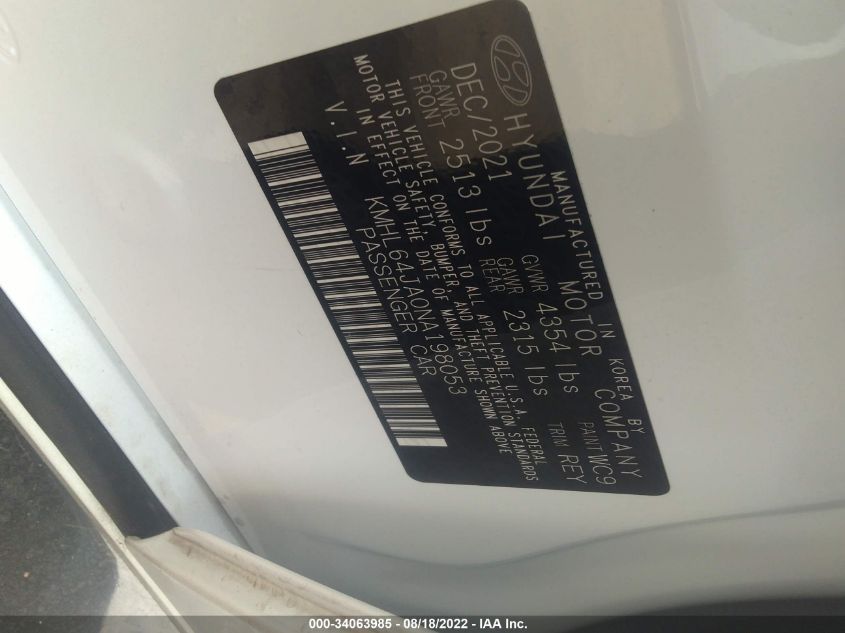 MANUFACTURED IN KOREA BY
HYUNDAI MOTOR COMPANY
DEC/2021 GVWR 4354 lbs PAINT WC9
GAWR FRONT 2513 lbs GAWR REAR 2315 lbs TRIM REY
THIS VEHICLE CONFORMS TO ALL APPLICABLE U.S.A. FEDERAL
MOTOR VEHICLE SAFETY, BUMPER, AND THEFT PREVENTION STANDARDS
IN EFFECT ON THE DATE OF MANUFACTURE SHOWN ABOVE
V.I.N KMHL64JA0NA198053
PASSENGER CAR
000-34063985 - 08/18/2022 - IAA Inc.